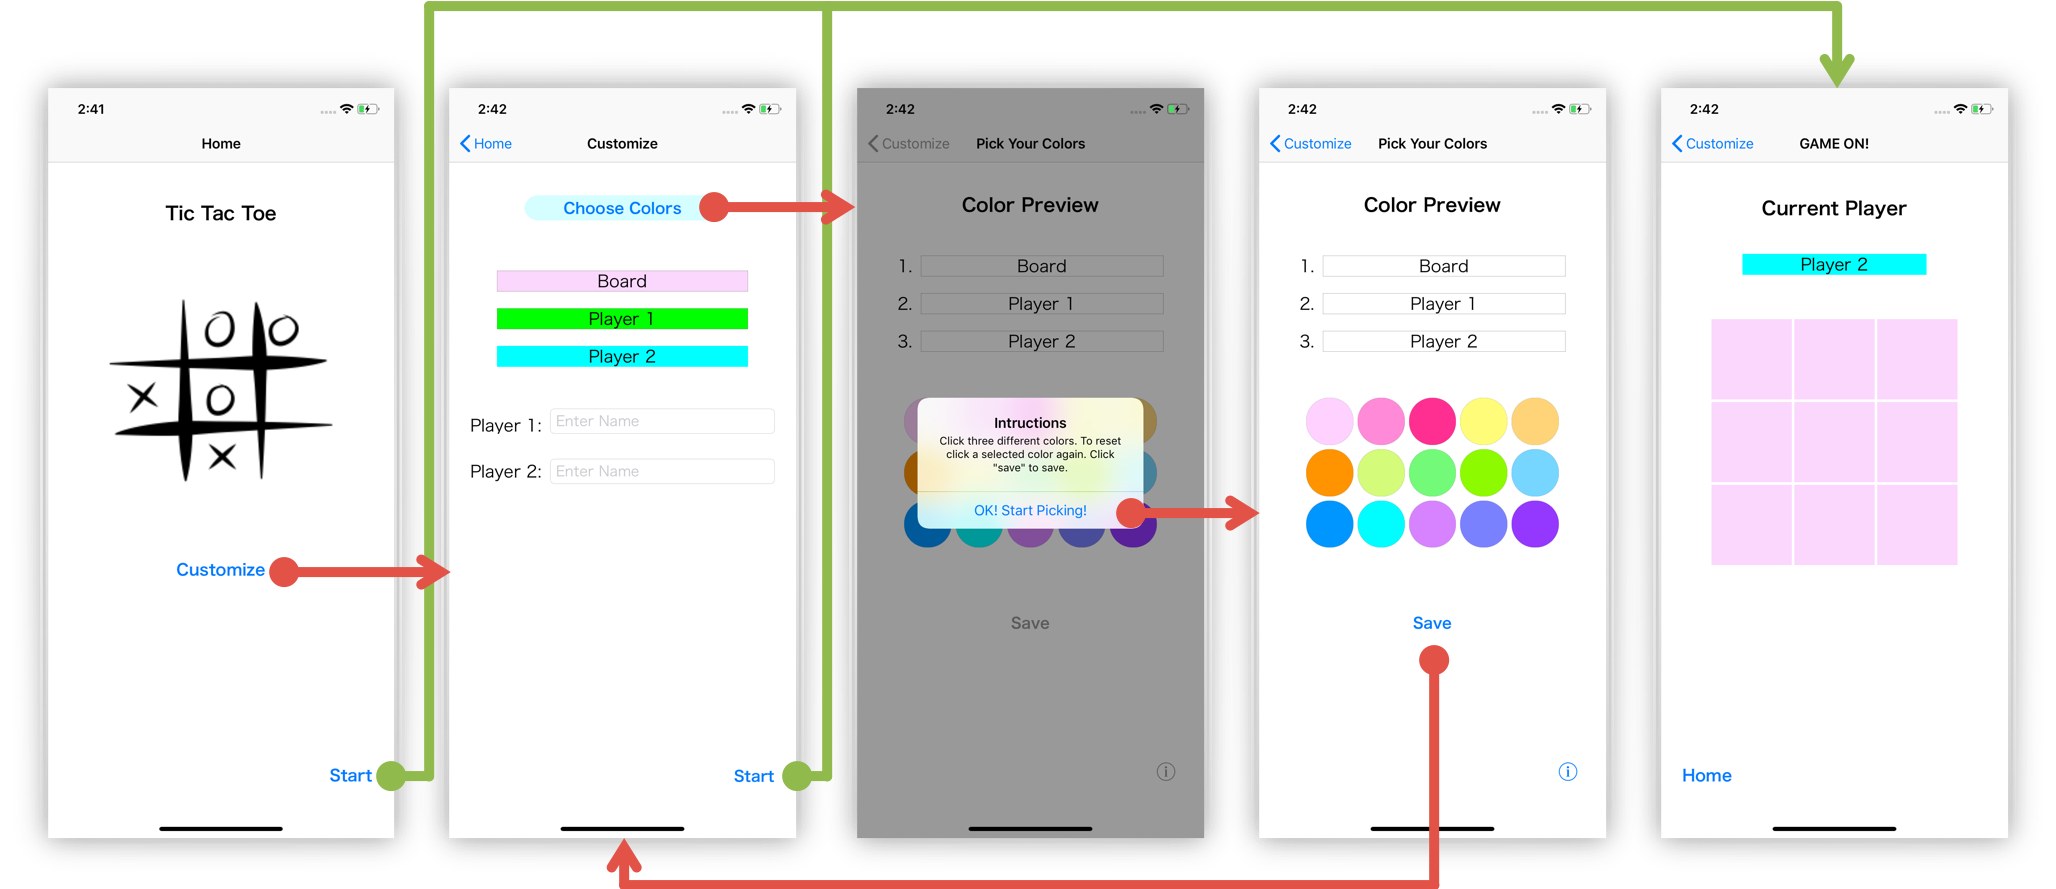 2:41
Home
Tic Tac Toe
Customize
Start
2:42
Home
Customize
Choose Colors
Board
Player 1
Player 2
Player 1: Enter Name
Player 2: Enter Name
Start
2:42
Customize Pick Your Colors
Color Preview
1. Board
2. Player 1
3. Player 2
Intructions
Click three different colors. To reset
click a selected color again. Click
"save" to save.
OK! Start Picking!
Save
2:42
Customize Pick Your Colors
Color Preview
1. Board
2. Player 1
3. Player 2
Save
2:42
Customize GAME ON!
Current Player
Player 2
Home